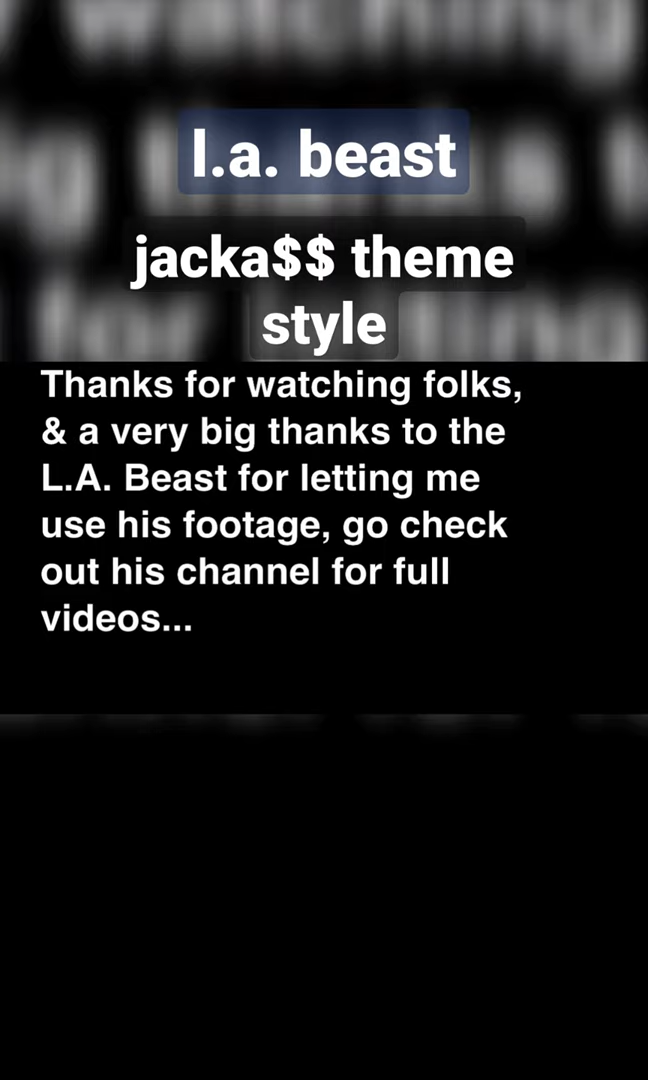 l.a. beast
jacka$$ theme
style
Thanks for watching folks,
& a very big thanks to the
L.A. Beast for letting me
use his footage, go check
out his channel for full
videos...